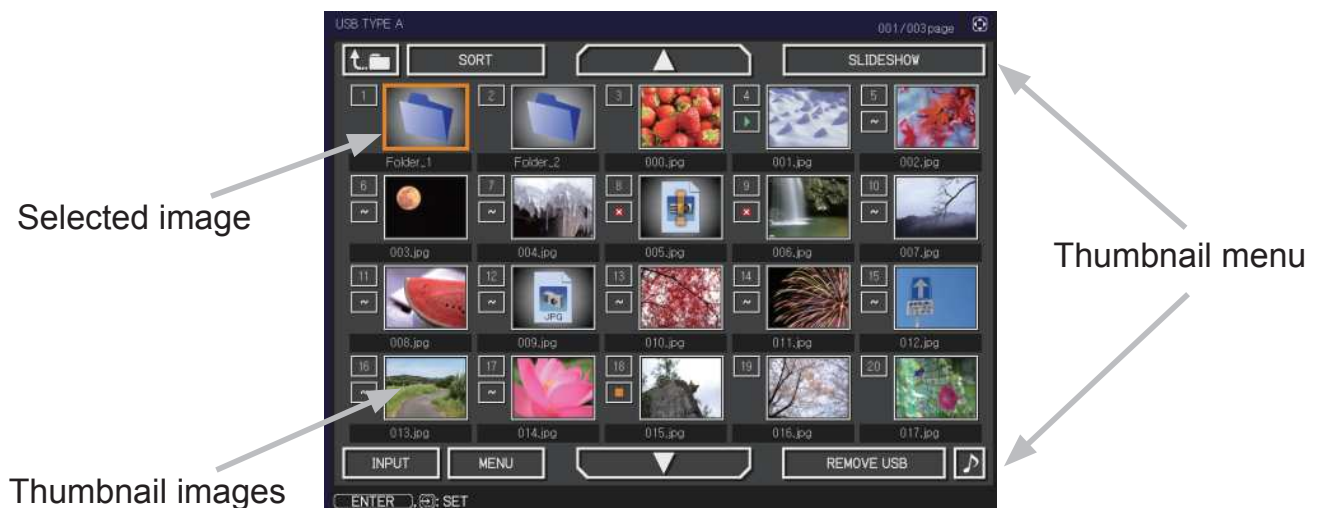 USB TYPE A 001/003page
SORT SLIDESHOW
1 2 3 4 5
Folder_1 Folder_2 000.jpg 001.jpg 002.jpg
6 7 8 9 10
Selected image
003.jpg 004.jpg 005.jpg 006.jpg 007.jpg
Thumbnail menu
11 12 13 14 15
JPG
008.jpg 009.jpg 010.jpg 011.jpg 012.jpg
16 17 18 19 20
013.jpg 014.jpg 015.jpg 016.jpg 017.jpg
INPUT MENU REMOVE USB
Thumbnail images
ENTER , : SET